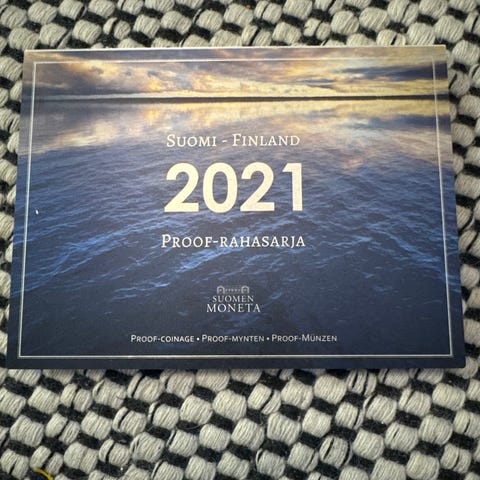 SUOMI - FINLAND
2021
PROOF-RAHASARJA
SUOMEN
MONETA
PROOF-COINAGE • PROOF-MYNTEN • PROOF-MÜNZEN